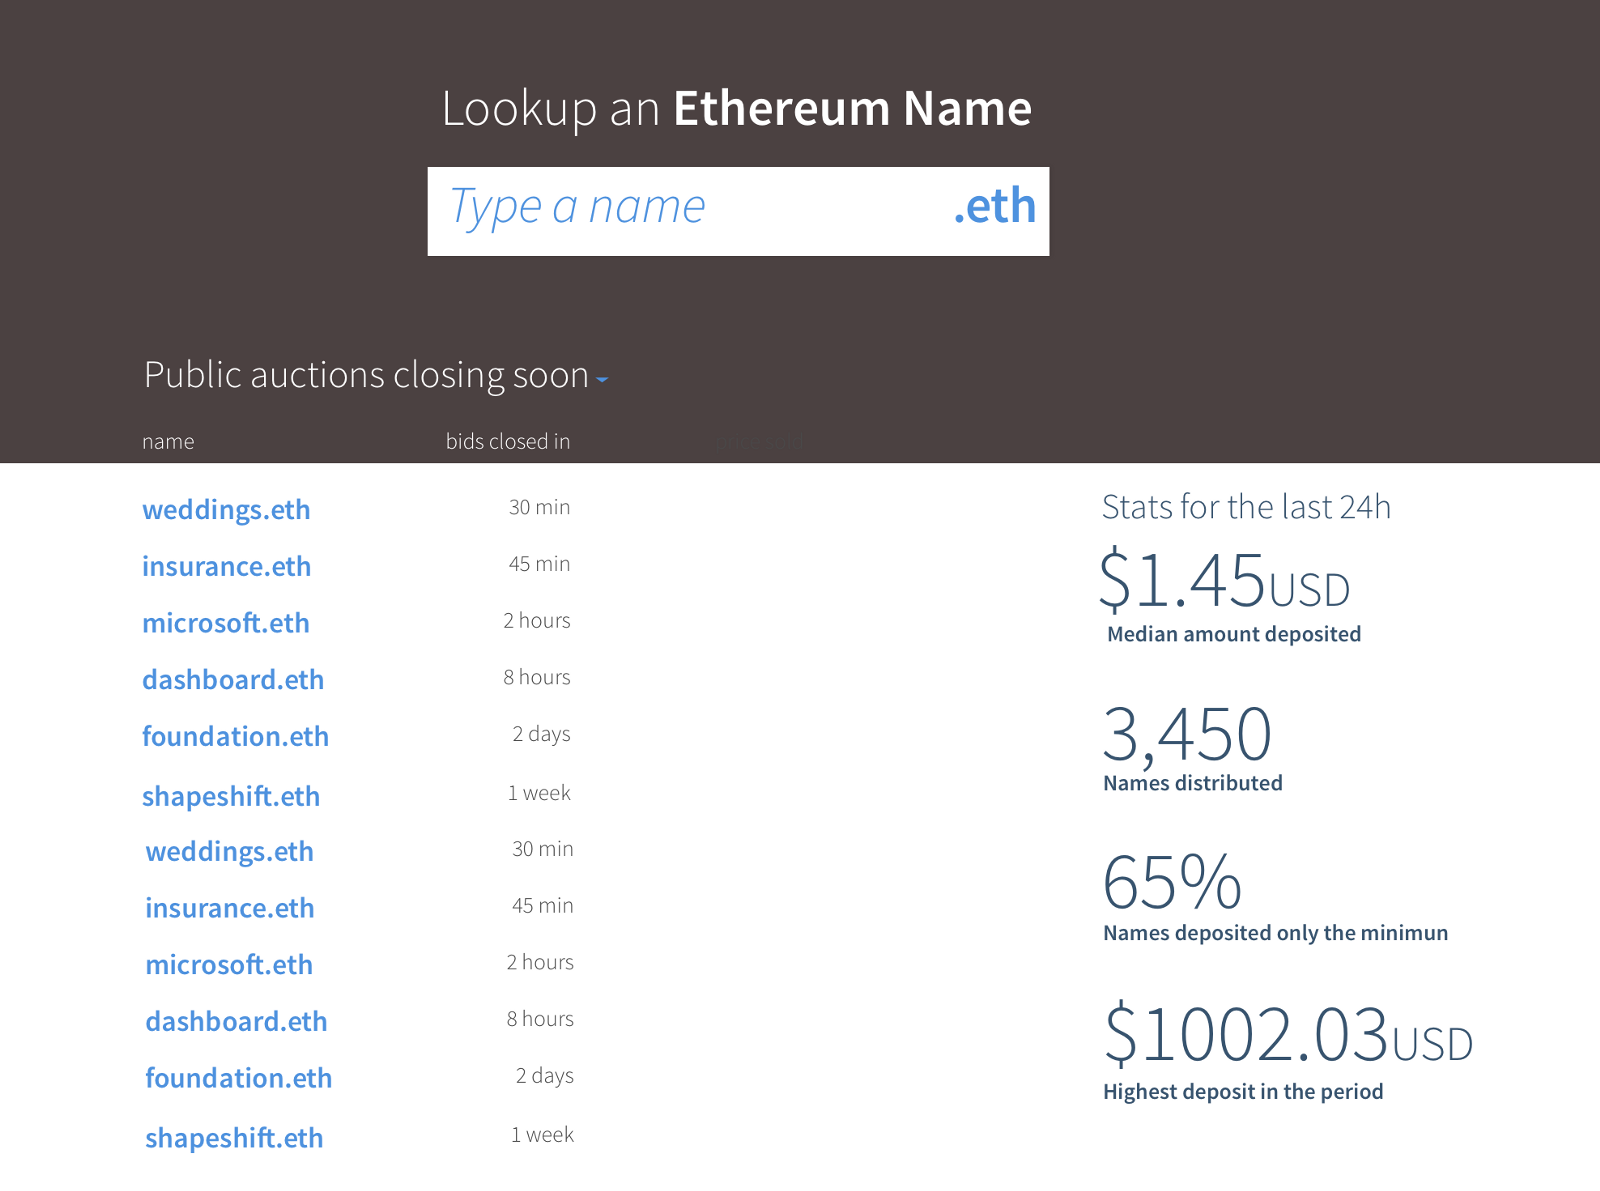 Lookup an Ethereum Name
Type a name .eth
Public auctions closing soon
name bids closed in
weddings.eth 30 min
insurance.eth 45 min
microsoft.eth 2 hours
dashboard.eth 8 hours
foundation.eth 2 days
shapeshift.eth 1 week
weddings.eth 30 min
insurance.eth 45 min
microsoft.eth 2 hours
dashboard.eth 8 hours
foundation.eth 2 days
shapeshift.eth 1 week
Stats for the last 24h
$1.45USD
Median amount deposited
3,450
Names distributed
65%
Names deposited only the minimun
$1002.03USD
Highest deposit in the period